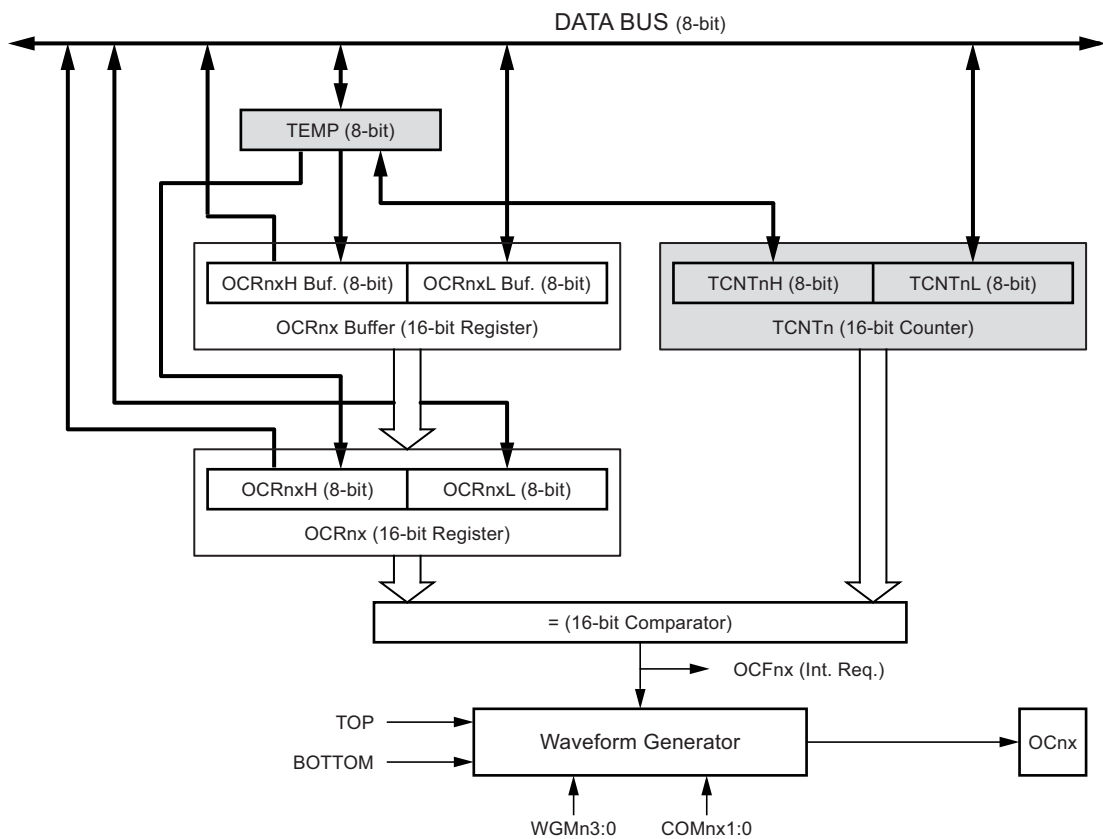 DATA BUS (8-bit)
TEMP (8-bit)
OCRnxH Buf. (8-bit) OCRnxL Buf. (8-bit)
OCRnx Buffer (16-bit Register)
TCNTnH (8-bit) TCNTnL (8-bit)
TCNTn (16-bit Counter)
OCRnxH (8-bit) OCRnxL (8-bit)
OCRnx (16-bit Register)
= (16-bit Comparator)
OCFnx (Int. Req.)
TOP
BOTTOM
Waveform Generator
OCnx
WGMn3:0 COMnx1:0